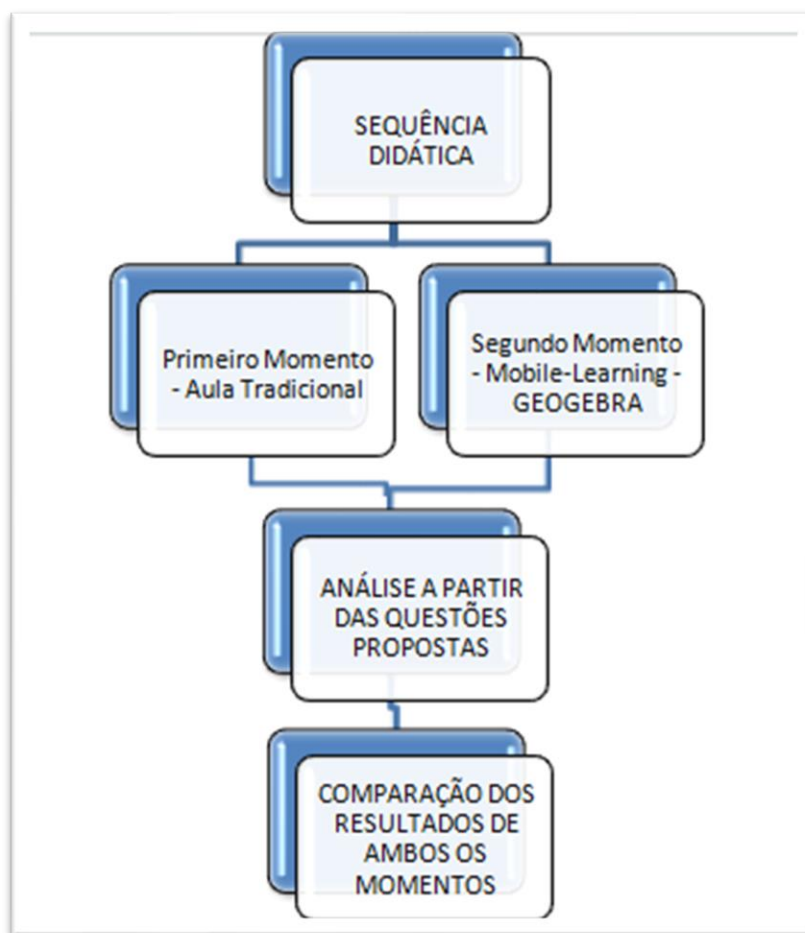 SEQUÊNCIA
DIDÁTICA
Primeiro Momento
- Aula Tradicional
Segundo Momento
- Mobile-Learning -
GEOGEBRA
ANÁLISE A PARTIR
DAS QUESTÕES
PROPOSTAS
COMPARAÇÃO DOS
RESULTADOS DE
AMBOS OS
MOMENTOS